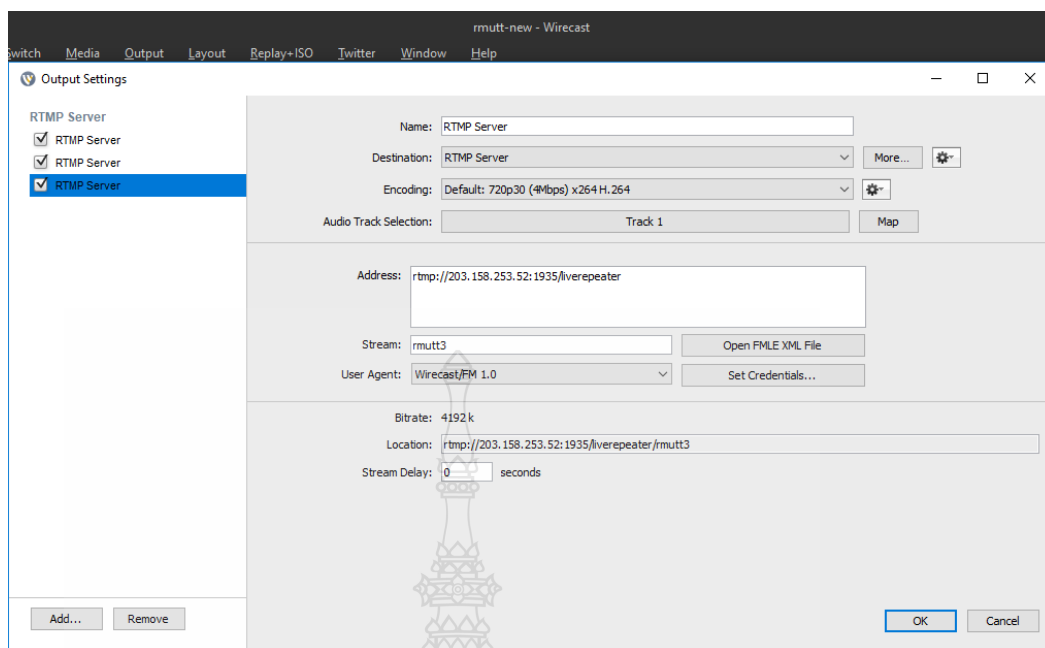 rmutt-new - Wirecast
Switch Media Output Layout Replay+ISO Twitter Window Help
Output Settings
RTMP Server
RTMP Server
RTMP Server
RTMP Server
Name: RTMP Server
Destination: RTMP Server More...
Encoding: Default: 720p30 (4Mbps) x264 H.264
Audio Track Selection: Track 1 Map
Address: rtmp://203.158.253.52:1935/liverepeater
Stream: rmutt3 Open FMLE XML File
User Agent: Wirecast/FM 1.0 Set Credentials...
Bitrate: 4192 k
Location: rtmp://203.158.253.52:1935/liverepeater/rmutt3
Stream Delay: 0 seconds
Add... Remove OK Cancel